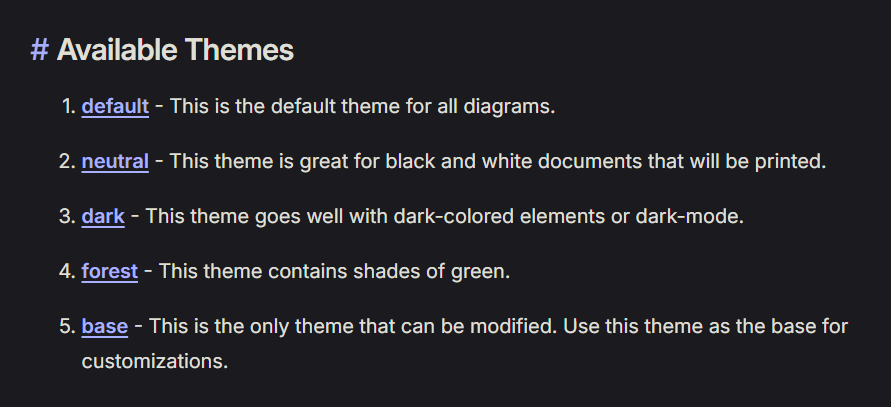 # Available Themes
1. default - This is the default theme for all diagrams.
2. neutral - This theme is great for black and white documents that will be printed.
3. dark - This theme goes well with dark-colored elements or dark-mode.
4. forest - This theme contains shades of green.
5. base - This is the only theme that can be modified. Use this theme as the base for
customizations.